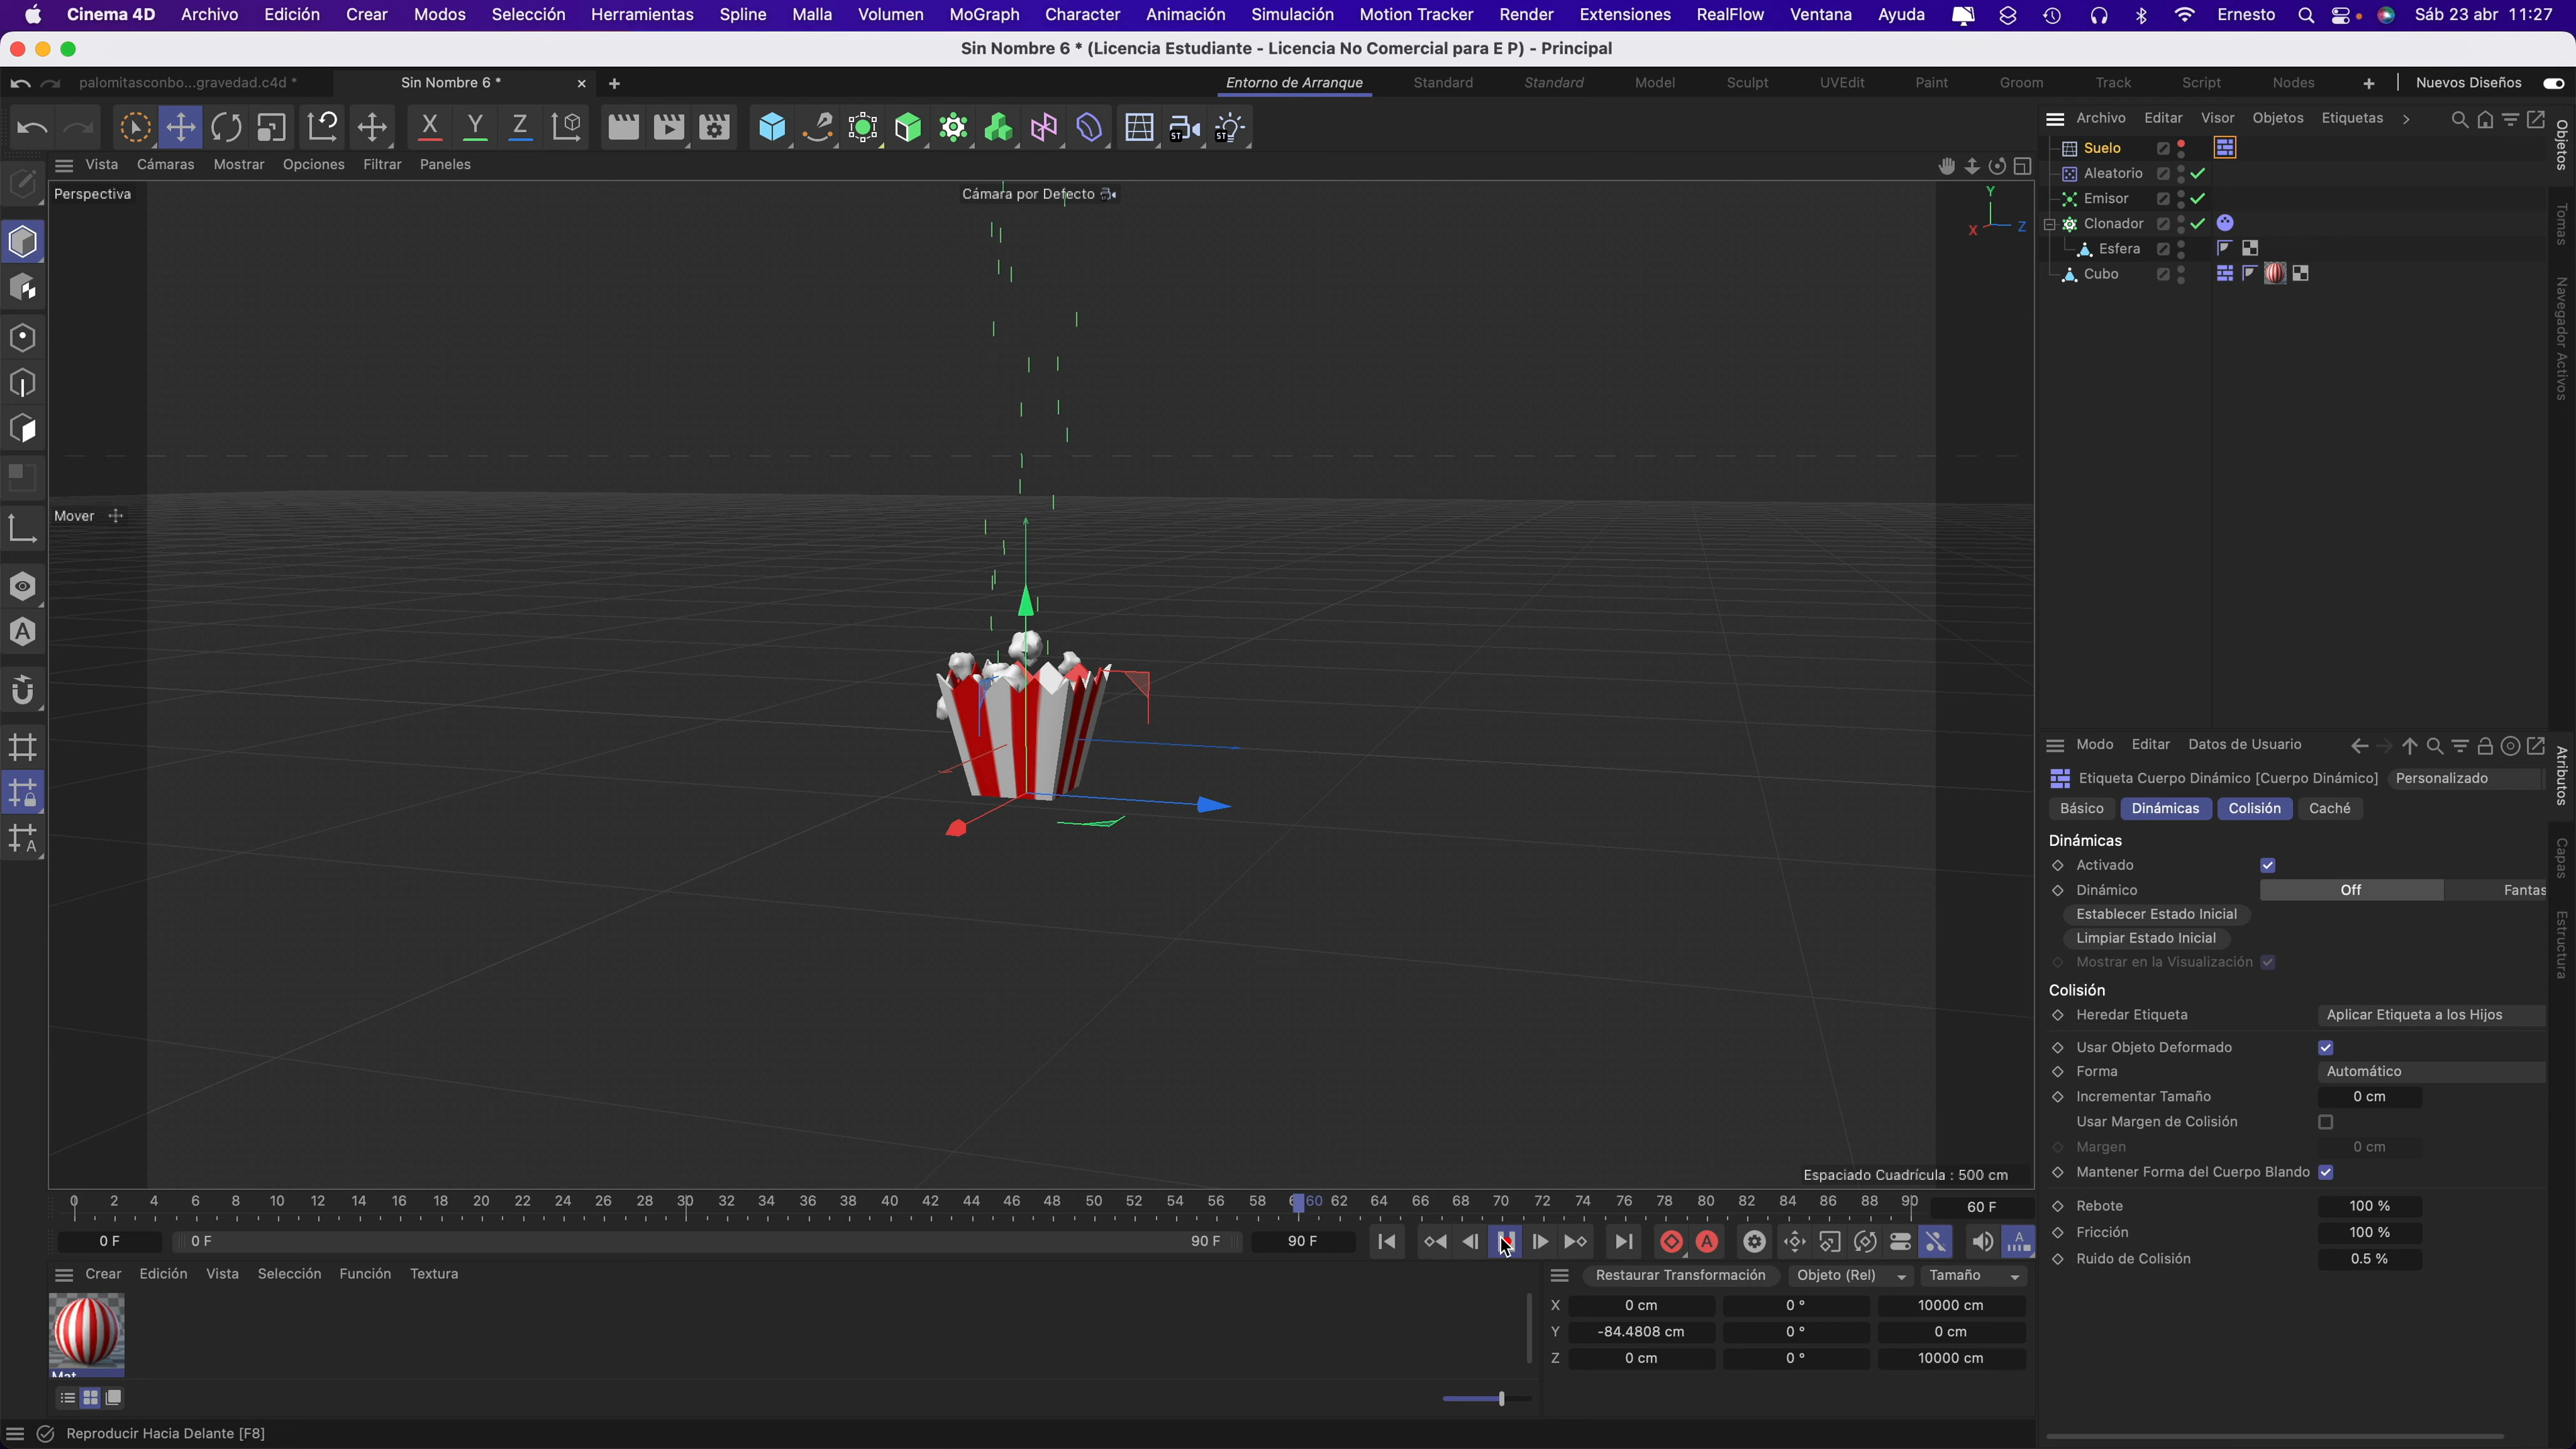 Cinema 4D Archivo Edición Crear Modos Selección Herramientas Spline Malla Volumen MoGraph Character Animación Simulación Motion Tracker Render Extensiones RealFlow Ventana Ayuda Ernesto Sáb 23 abr 11:27
Sin Nombre 6 * (Licencia Estudiante - Licencia No Comercial para E P) - Principal
palomitasconbo...gravedad.c4d * Sin Nombre 6 * Entorno de Arranque Standard Standard Model Sculpt UVEdit Paint Groom Track Script Nodes Nuevos Diseños
X Y Z ST ST
Archivo Editar Visor Objetos Etiquetas
Vista Cámaras Mostrar Opciones Filtrar Paneles
Perspectiva
Cámara por Defecto
Y
X Z
Mover
Espaciado Cuadrícula : 500 cm
Suelo
Aleatorio
Emisor
Clonador
Esfera
Cubo
Objetos
Tomas
Navegador Activos
Modo Editar Datos de Usuario
Etiqueta Cuerpo Dinámico [Cuerpo Dinámico] Personalizado
Básico Dinámicas Colisión Caché
Dinámicas
Activado
Dinámico Off Fantas
Establecer Estado Inicial
Limpiar Estado Inicial
Mostrar en la Visualización
Colisión
Heredar Etiqueta Aplicar Etiqueta a los Hijos
Usar Objeto Deformado
Forma Automático
Incrementar Tamaño 0 cm
Usar Margen de Colisión
Margen 0 cm
Mantener Forma del Cuerpo Blando
Rebote 100 %
Fricción 100 %
Ruido de Colisión 0.5 %
Atributos
Capas
Estructura
0 2 4 6 8 10 12 14 16 18 20 22 24 26 28 30 32 34 36 38 40 42 44 46 48 50 52 54 56 58 60 62 64 66 68 70 72 74 76 78 80 82 84 86 88 90 60 F
0 F 0 F 90 F 90 F
Crear Edición Vista Selección Función Textura
Mat
Restaurar Transformación Objeto (Rel) Tamaño
X 0 cm 0 ° 10000 cm
Y -84.4808 cm 0 ° 0 cm
Z 0 cm 0 ° 10000 cm
Reproducir Hacia Delante [F8]